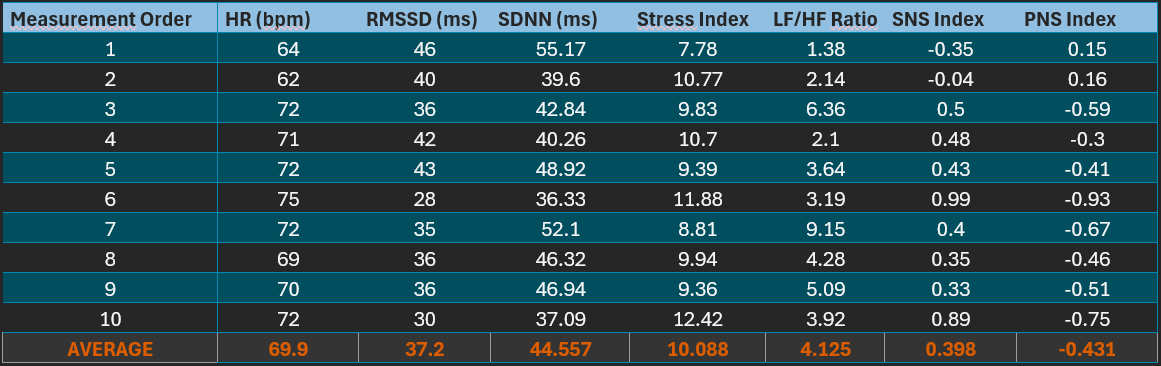 Measurement Order HR (bpm) RMSSD (ms) SDNN (ms) Stress Index LF/HF Ratio SNS Index PNS Index
1 64 46 55.17 7.78 1.38 -0.35 0.15
2 62 40 39.6 10.77 2.14 -0.04 0.16
3 72 36 42.84 9.83 6.36 0.5 -0.59
4 71 42 40.26 10.7 2.1 0.48 -0.3
5 72 43 48.92 9.39 3.64 0.43 -0.41
6 75 28 36.33 11.88 3.19 0.99 -0.93
7 72 35 52.1 8.81 9.15 0.4 -0.67
8 69 36 46.32 9.94 4.28 0.35 -0.46
9 70 36 46.94 9.36 5.09 0.33 -0.51
10 72 30 37.09 12.42 3.92 0.89 -0.75
AVERAGE 69.9 37.2 44.557 10.088 4.125 0.398 -0.431